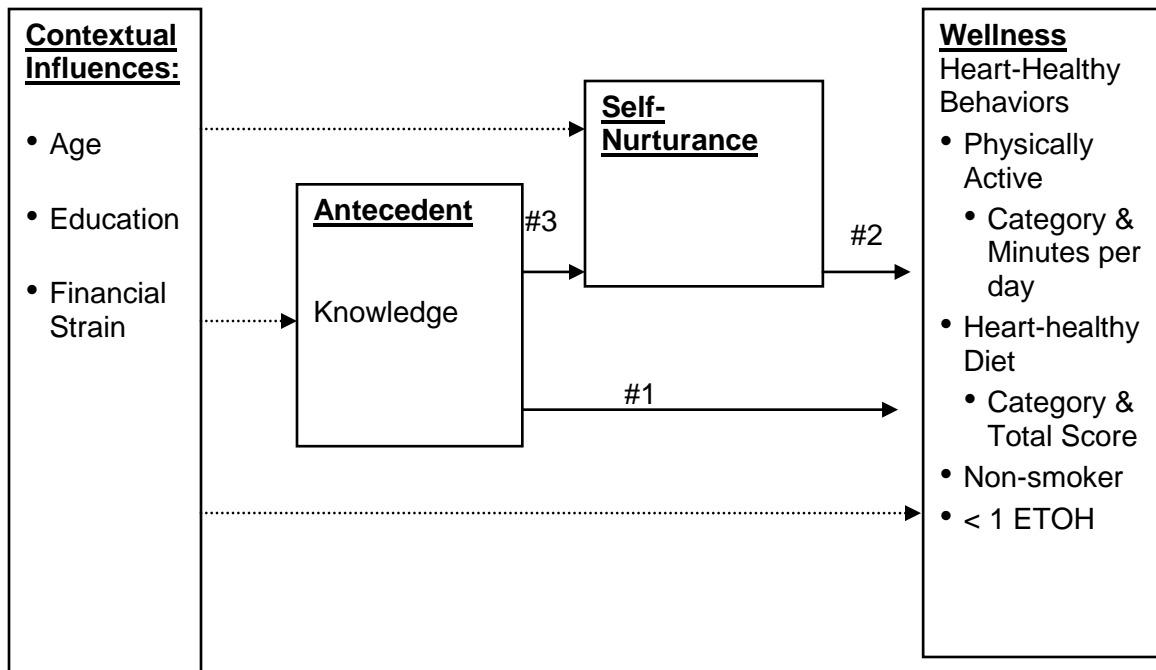 Contextual
Influences:
• Age
• Education
• Financial
Strain
Antecedent
Knowledge
#3
Self-
Nurturance
#2
#1
Wellness
Heart-Healthy
Behaviors
• Physically
Active
• Category &
Minutes per
day
• Heart-healthy
Diet
• Category &
Total Score
• Non-smoker
• < 1 ETOH